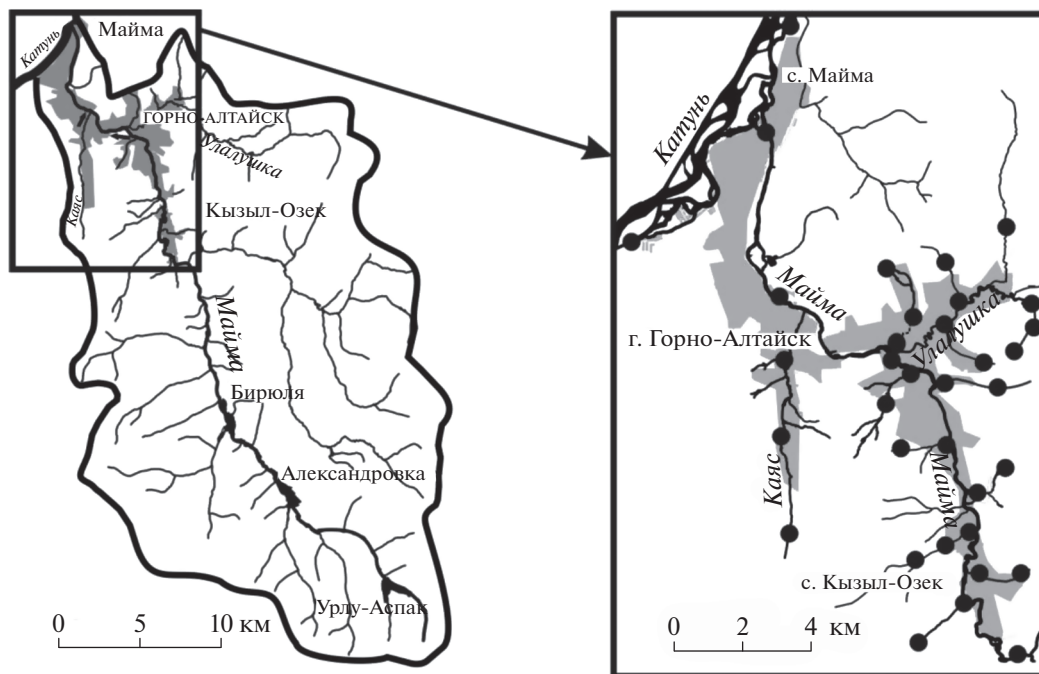 Майма
Катунь
ГОРНО-АЛТАЙСК
Улалушка
Каяс
Кызыл-Озек
Майма
Бирюля
Александровка
Урлу-Аспак
0 5 10 км
с. Майма
Катунь
Майма
г. Горно-Алтайск
Улалушка
Каяс
Майма
с. Кызыл-Озек
0 2 4 км